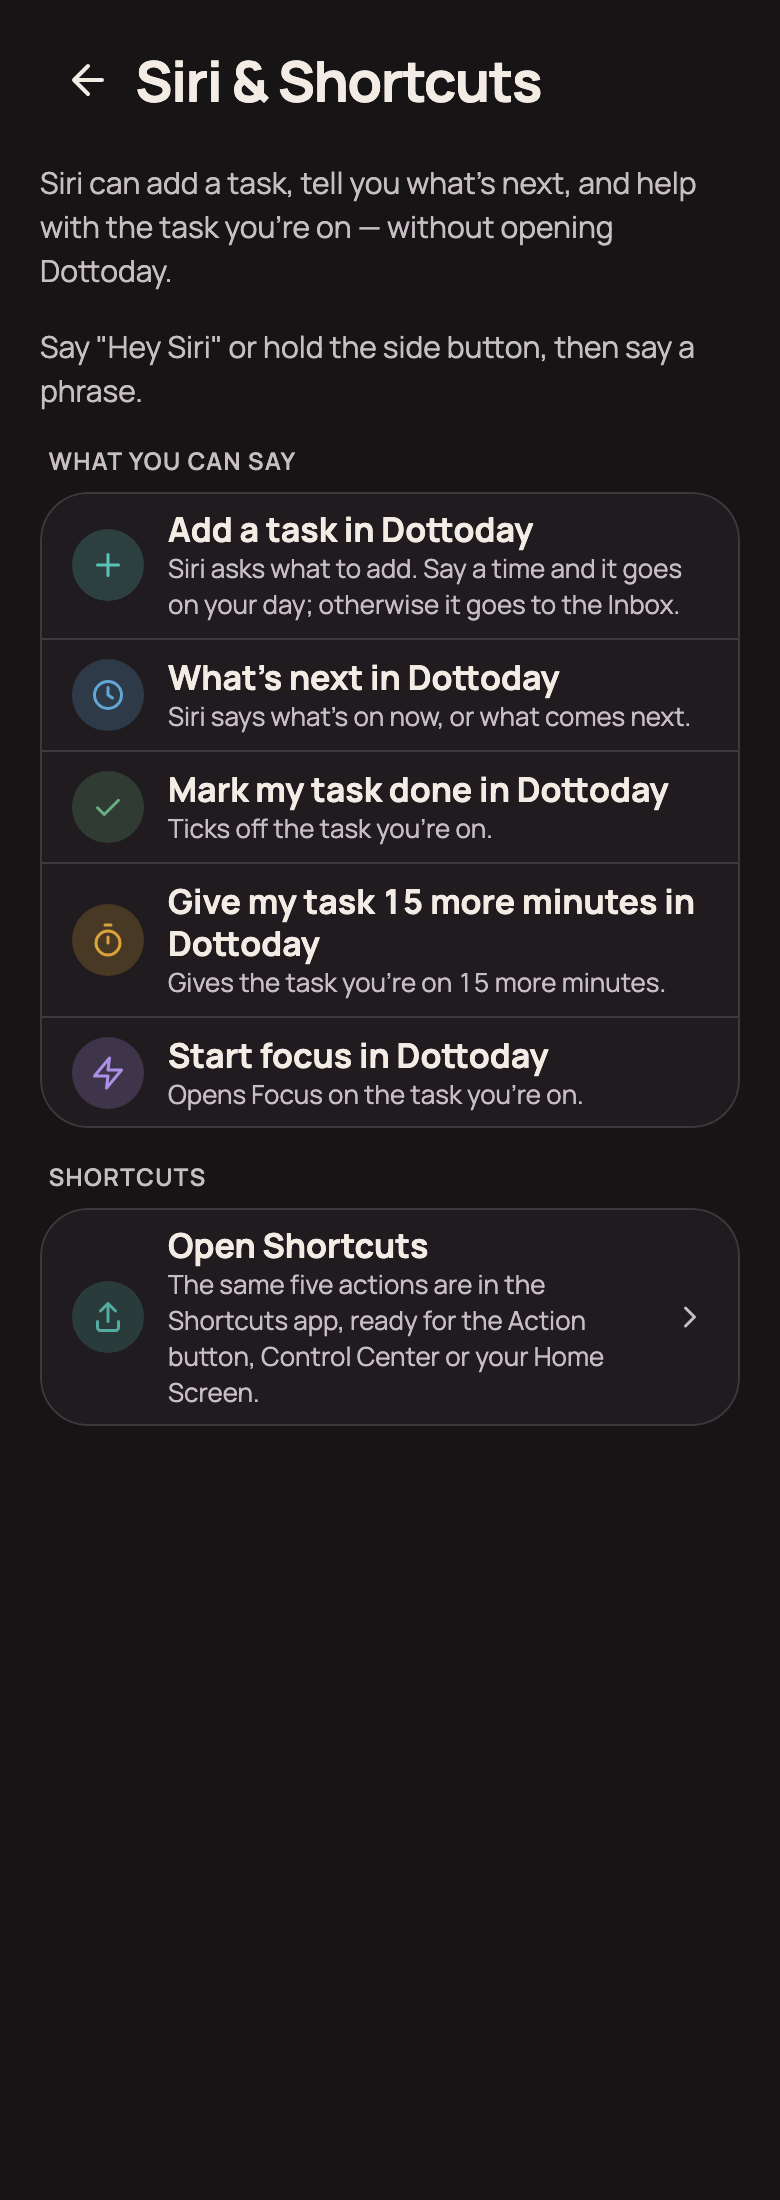 Siri & Shortcuts
Siri can add a task, tell you what's next, and help
with the task you're on — without opening
Dottoday.
Say "Hey Siri" or hold the side button, then say a
phrase.
WHAT YOU CAN SAY
Add a task in Dottoday
Siri asks what to add. Say a time and it goes
on your day; otherwise it goes to the Inbox.
What's next in Dottoday
Siri says what's on now, or what comes next.
Mark my task done in Dottoday
Ticks off the task you're on.
Give my task 15 more minutes in
Dottoday
Gives the task you're on 15 more minutes.
Start focus in Dottoday
Opens Focus on the task you're on.
SHORTCUTS
Open Shortcuts
The same five actions are in the
Shortcuts app, ready for the Action
button, Control Center or your Home
Screen.